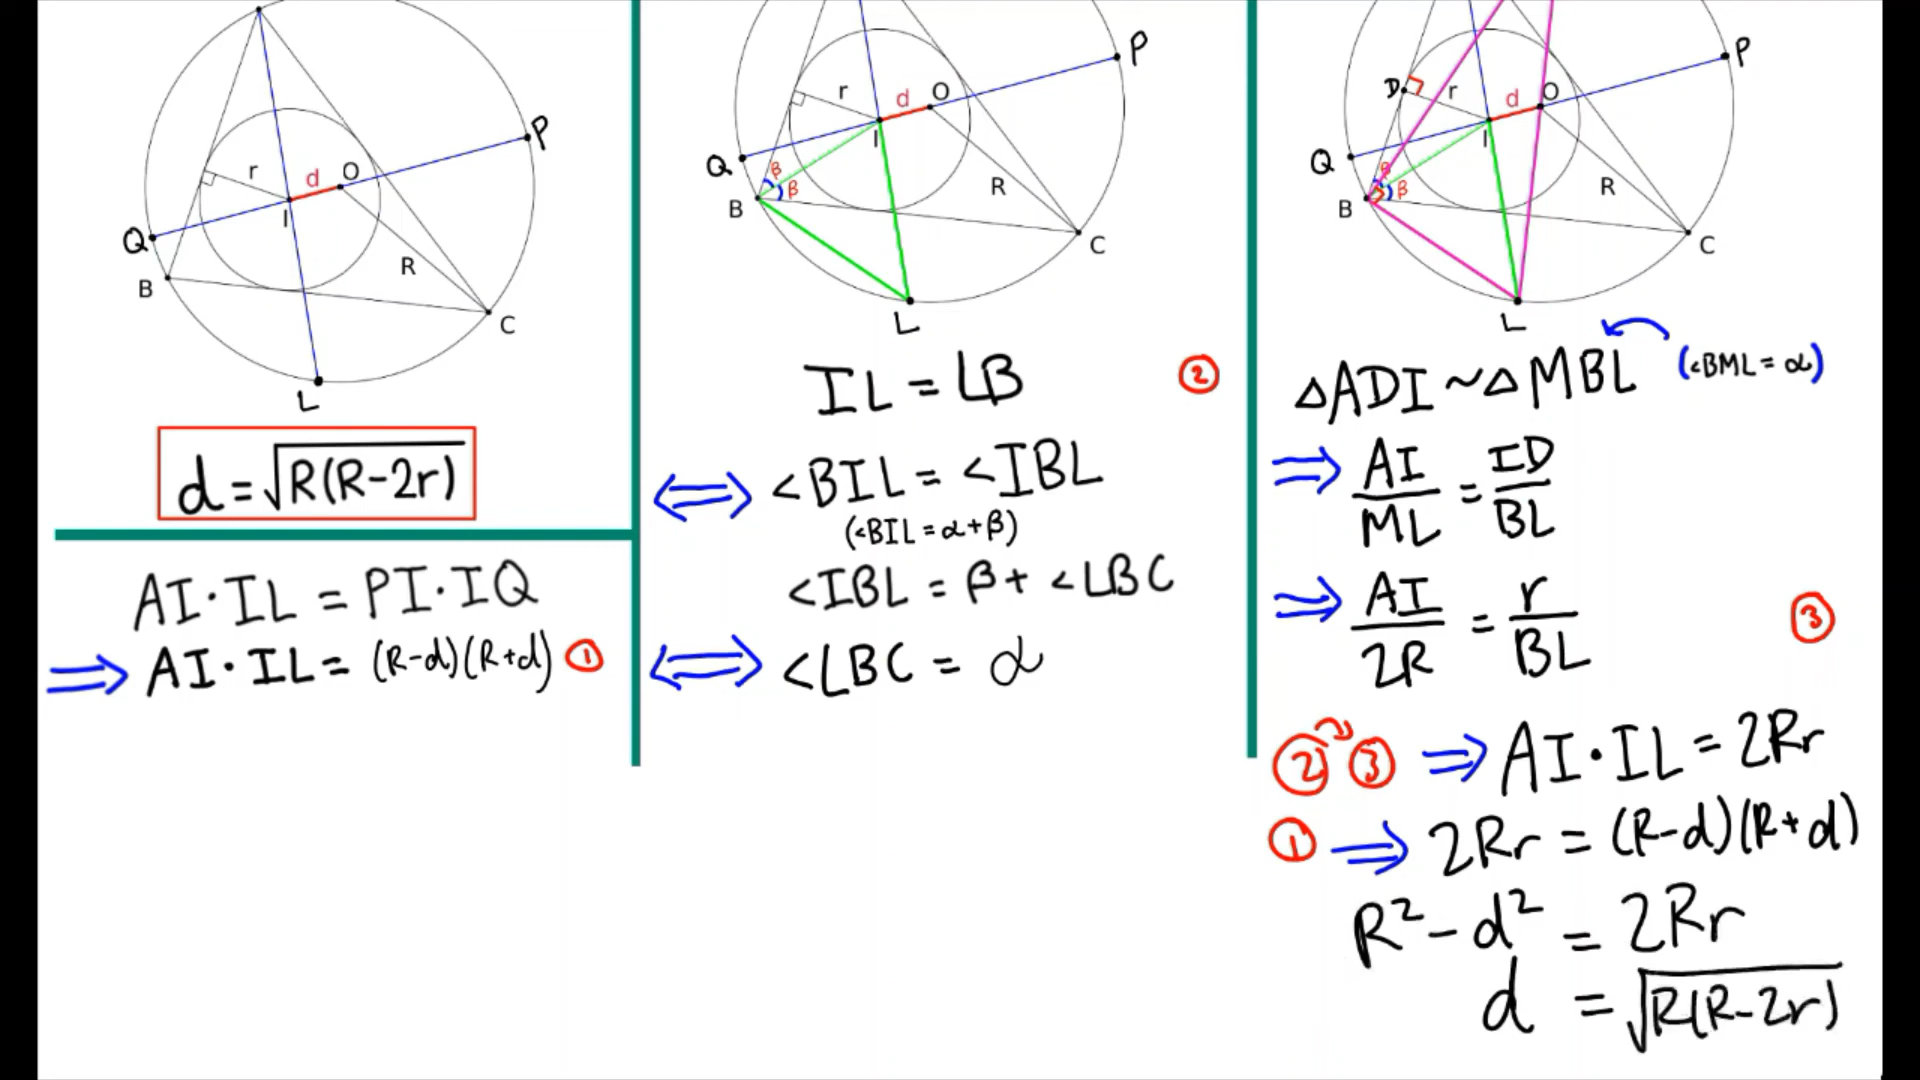 P
O
d
r
I
Q
R
B
C
L
d = √R(R-2r)
AI·IL = PI·IQ
⇒ AI·IL = (R-d)(R+d) ①
P
O
d
r
I
Q
β
β
R
B
C
L
IL = LB ②
⇔ <BIL = <IBL
(<BIL = α+β)
<IBL = β + <LBC
⇔ <LBC = α
P
D
O
d
r
I
Q
β
β
R
B
C
L
△ADI ~ △MBL (<BML = α)
⇒ AI/ML = ID/BL
⇒ AI/2R = r/BL ③
② ③ ⇒ AI·IL = 2Rr
① ⇒ 2Rr = (R-d)(R+d)
R² - d² = 2Rr
d = √R(R-2r)